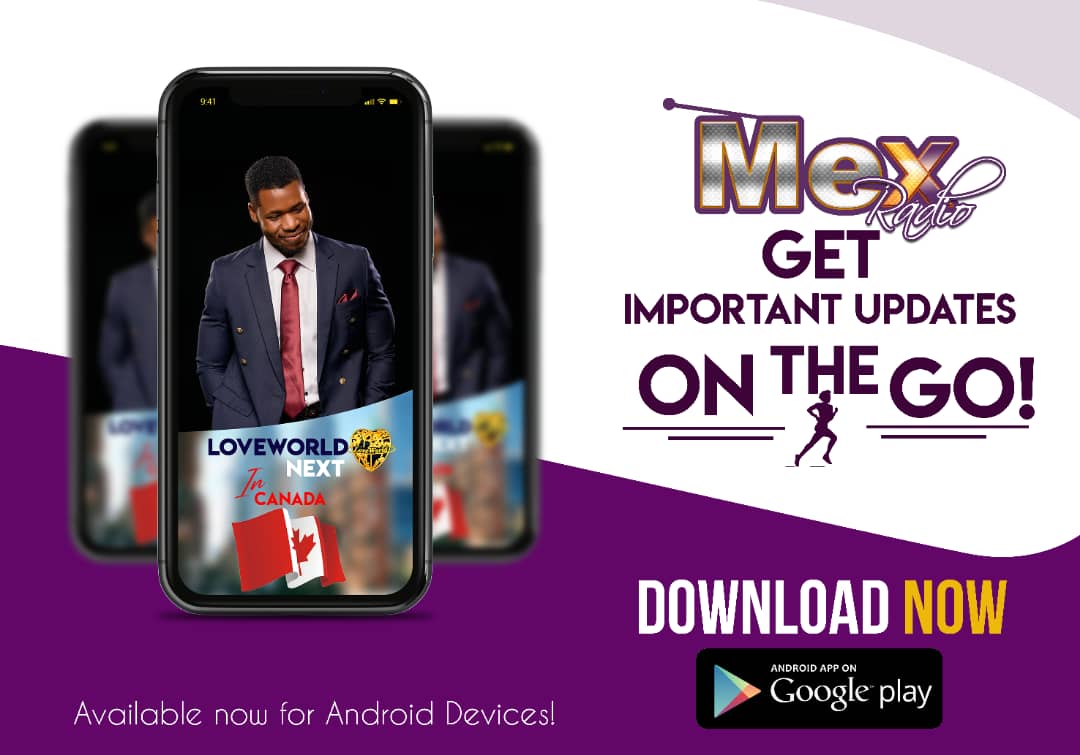 9:41
LOVEWORLD
LoveWorld
NEXT
In
CANADA
Mex
Radio
GET
IMPORTANT UPDATES
ON THE GO!
DOWNLOAD NOW
ANDROID APP ON
Google play
Available now for Android Devices!